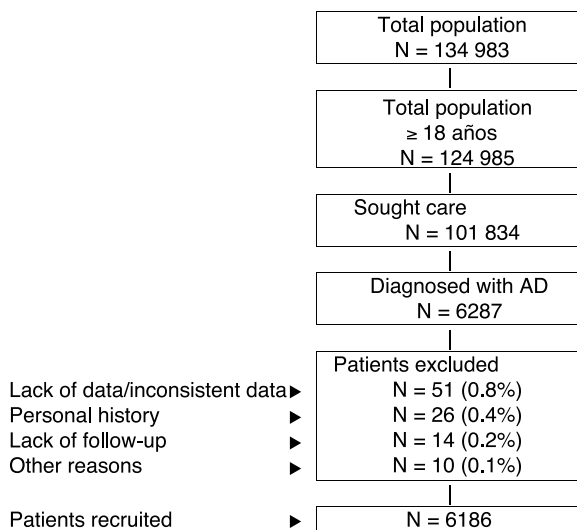 Total population
N = 134 983
Total population
≥ 18 años
N = 124 985
Sought care
N = 101 834
Diagnosed with AD
N = 6287
Patients excluded
Lack of data/inconsistent data ► N = 51 (0.8%)
Personal history ► N = 26 (0.4%)
Lack of follow-up ► N = 14 (0.2%)
Other reasons ► N = 10 (0.1%)
Patients recruited ► N = 6186